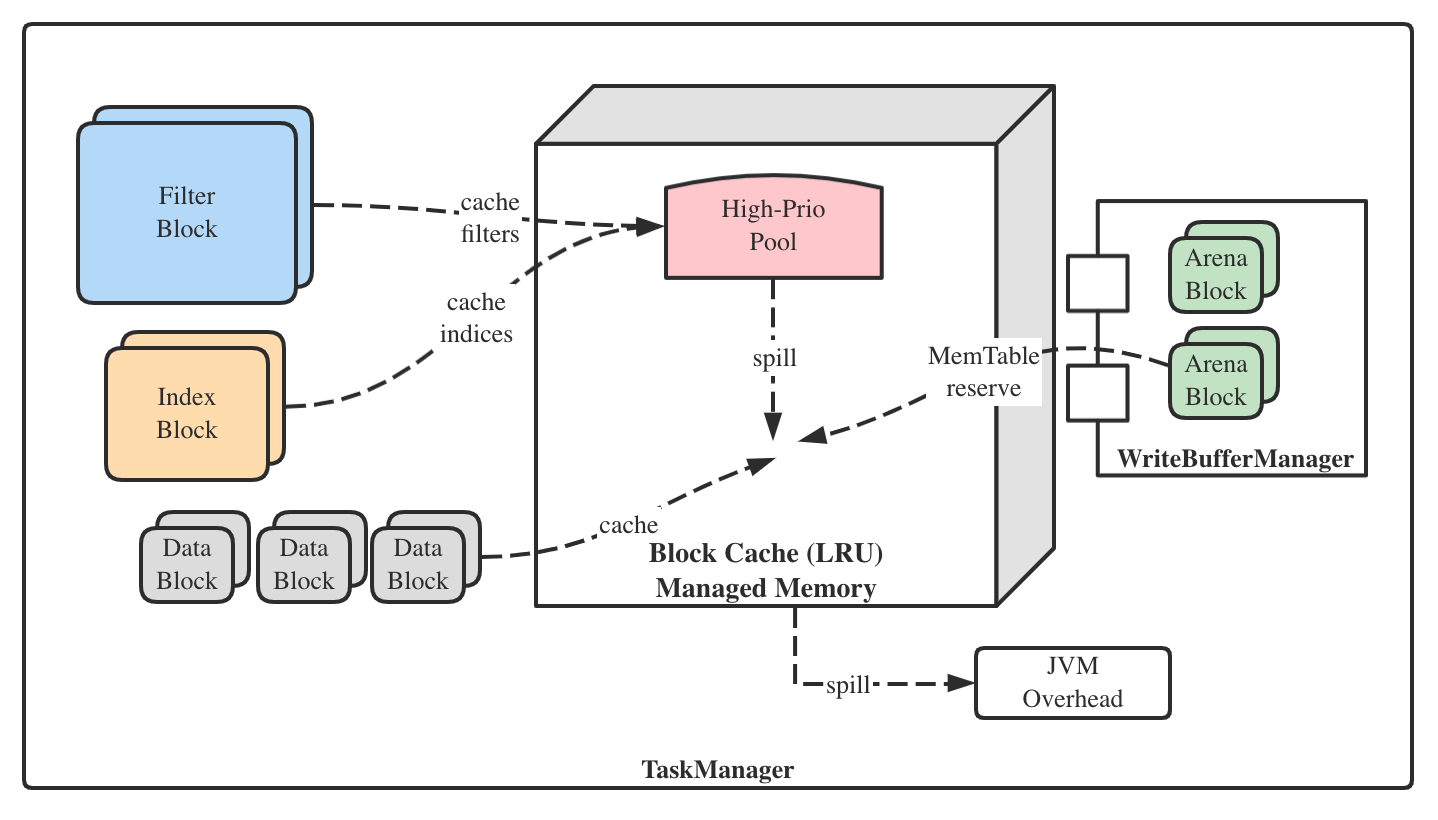 Filter
Block
cache
filters
High-Prio
Pool
Arena
Block
cache
indices
spill
MemTable
reserve
Arena
Block
Index
Block
WriteBufferManager
cache
Data
Block
Data
Block
Data
Block
Block Cache (LRU)
Managed Memory
spill
JVM
Overhead
TaskManager